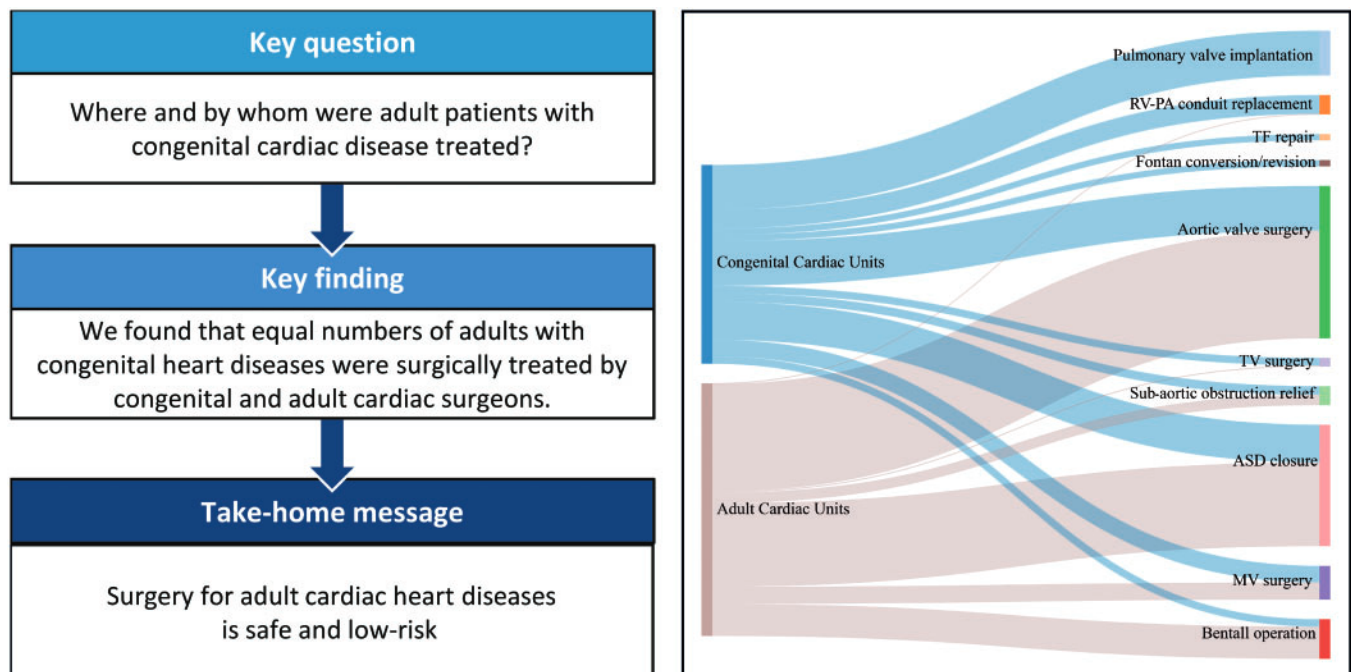 Key question
Where and by whom were adult patients with
congenital cardiac disease treated?
Key finding
We found that equal numbers of adults with
congenital heart diseases were surgically treated by
congenital and adult cardiac surgeons.
Take-home message
Surgery for adult cardiac heart diseases
is safe and low-risk
Pulmonary valve implantation
RV-PA conduit replacement
TF repair
Fontan conversion/revision
Aortic valve surgery
Congenital Cardiac Units
TV surgery
Sub-aortic obstruction relief
ASD closure
Adult Cardiac Units
MV surgery
Bentall operation